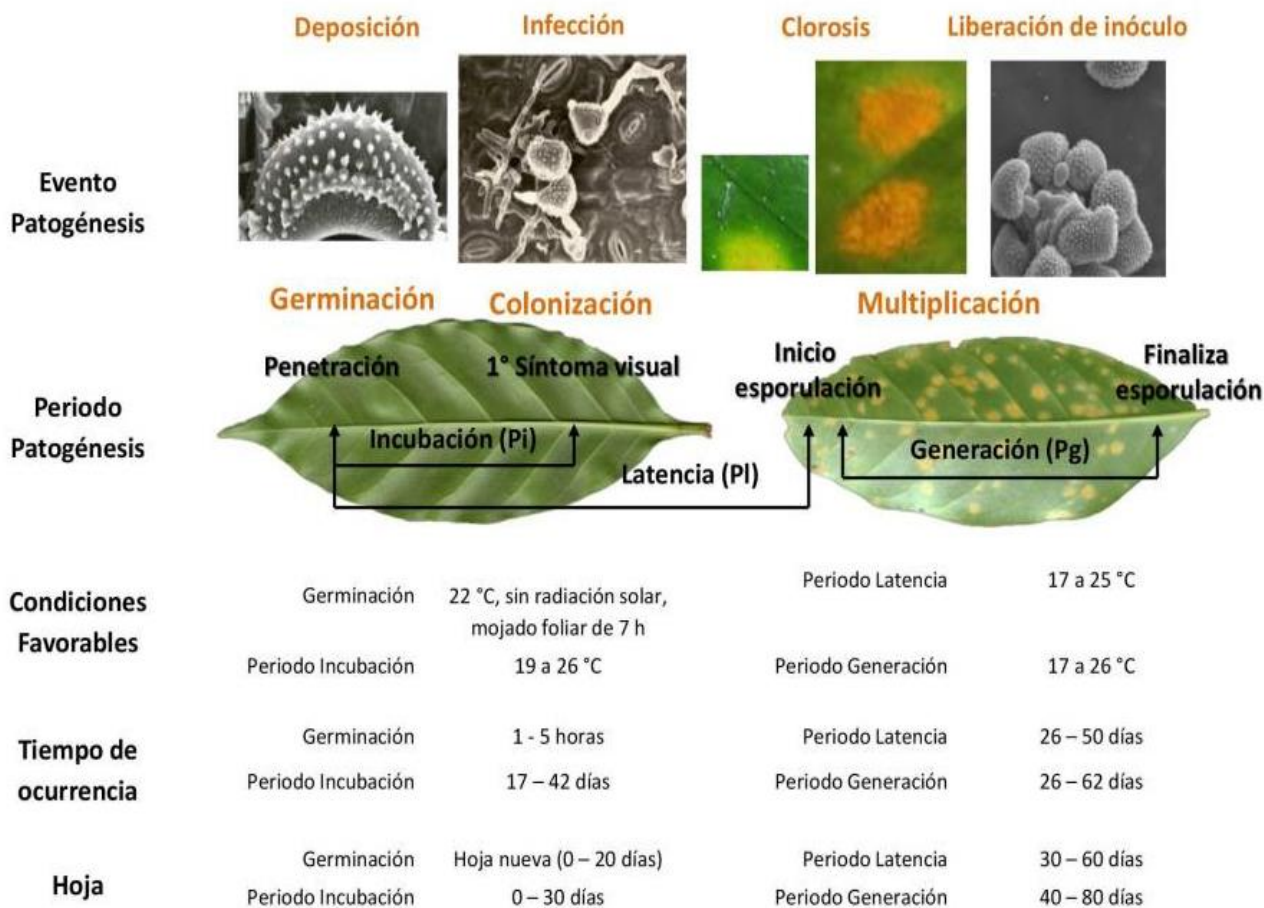 Deposición
Infección
Clorosis
Liberación de inóculo
Evento
Patogénesis
Germinación
Colonización
Multiplicación
Penetración
1° Síntoma visual
Inicio
esporulación
Finaliza
esporulación
Periodo
Patogénesis
Incubación (Pi)
Latencia (Pl)
Generación (Pg)
Condiciones
Favorables
Germinación
22 °C, sin radiación solar,
mojado foliar de 7 h
Periodo Latencia
17 a 25 °C
Periodo Incubación
19 a 26 °C
Periodo Generación
17 a 26 °C
Tiempo de
ocurrencia
Germinación
1 - 5 horas
Periodo Latencia
26 – 50 días
Periodo Incubación
17 – 42 días
Periodo Generación
26 – 62 días
Hoja
Germinación
Hoja nueva (0 – 20 días)
Periodo Latencia
30 – 60 días
Periodo Incubación
0 – 30 días
Periodo Generación
40 – 80 días